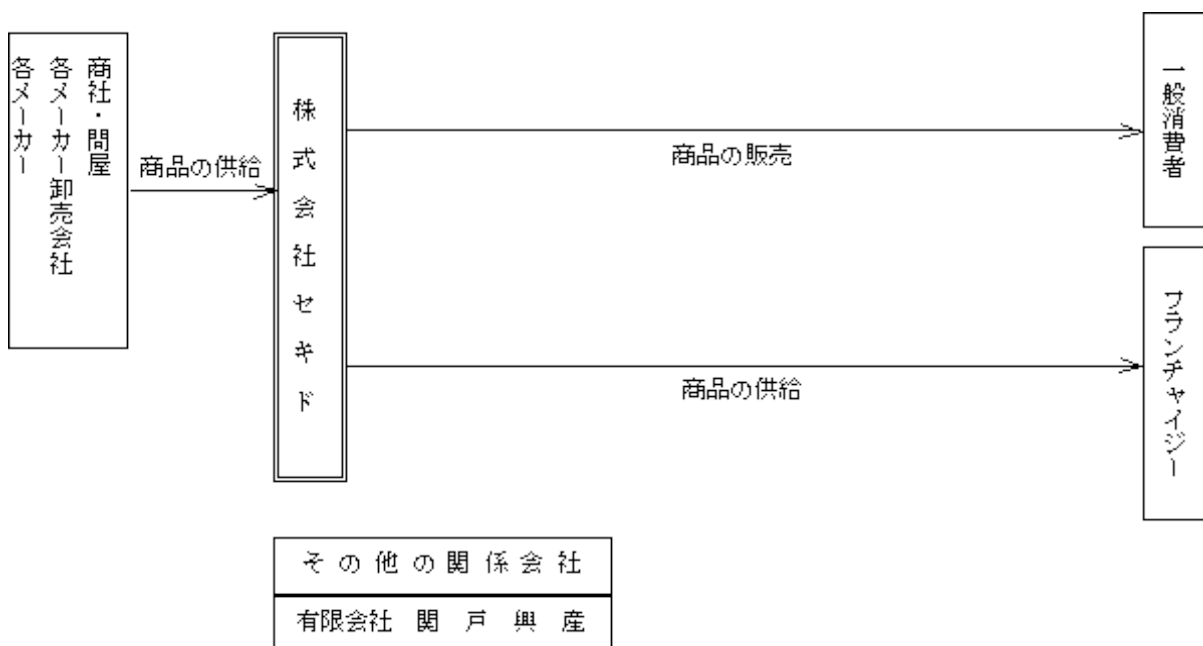 商社・問屋
各メーカー卸売会社
各メーカー
商品の供給
株式会社セキド
商品の販売
一般消費者
商品の供給
フランチャイジー
その他の関係会社
有限会社 関戸興産